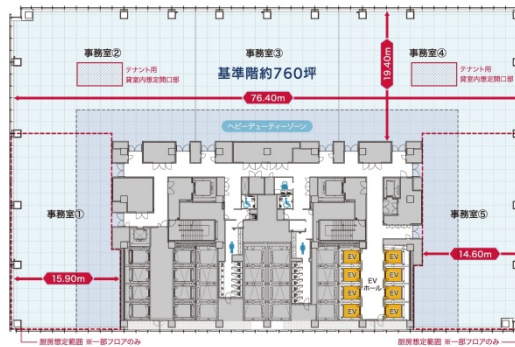 事務室②
事務室③
事務室④
テナント用
貸室内想定開口部
基準階約760坪
テナント用
貸室内想定開口部
19.40m
76.40m
ヘビーデューティーゾーン
事務室①
事務室⑤
EV
EV
EV
EV
EV
EV
EV
EV
EV
ホール
15.90m
14.60m
厨房想定範囲 ※一部フロアのみ
厨房想定範囲 ※一部フロアのみ